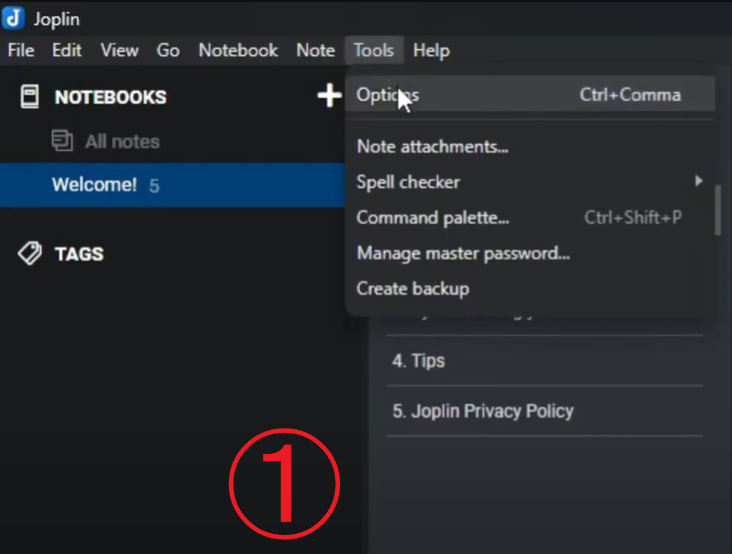 Joplin
File Edit View Go Notebook Note Tools Help
NOTEBOOKS
Options Ctrl+Comma
All notes
Note attachments...
Welcome! 5
Spell checker
Command palette... Ctrl+Shift+P
TAGS
Manage master password...
Create backup
4. Tips
5. Joplin Privacy Policy
1